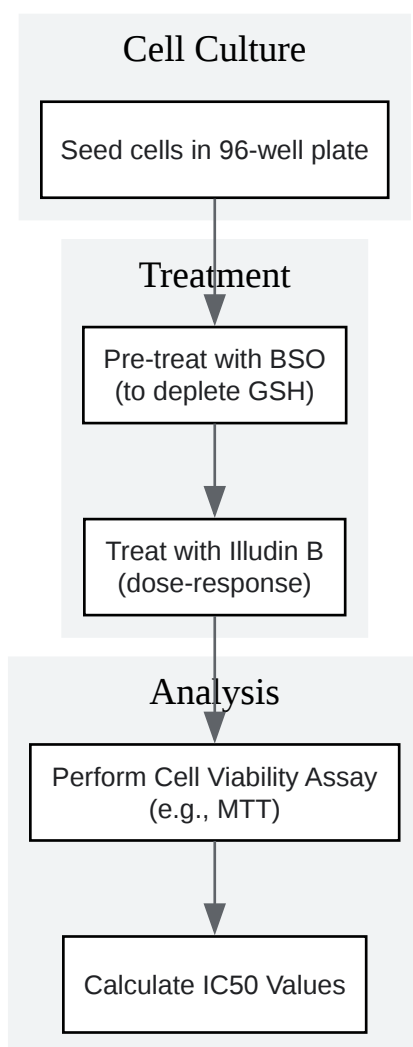 Cell Culture
Seed cells in 96-well plate
Treatment
Pre-treat with BSO
(to deplete GSH)
Treat with Illudin B
(dose-response)
Analysis
Perform Cell Viability Assay
(e.g., MTT)
Calculate IC50 Values